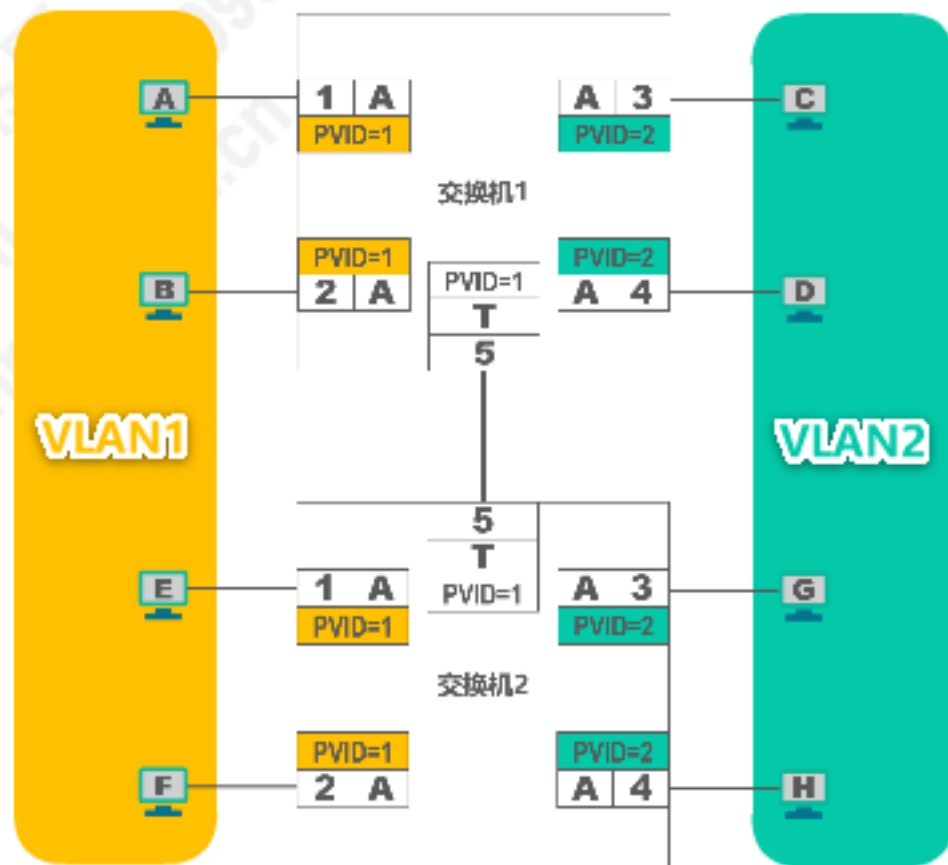 A 1 A A 3 C
PVID=1 PVID=2
交换机1
PVID=1 PVID=2
B 2 A A 4 D
PVID=1
T
5
VLAN1 VLAN2
5
T
PVID=1
E 1 A A 3 G
PVID=1 PVID=2
交换机2
PVID=1 PVID=2
F 2 A A 4 H